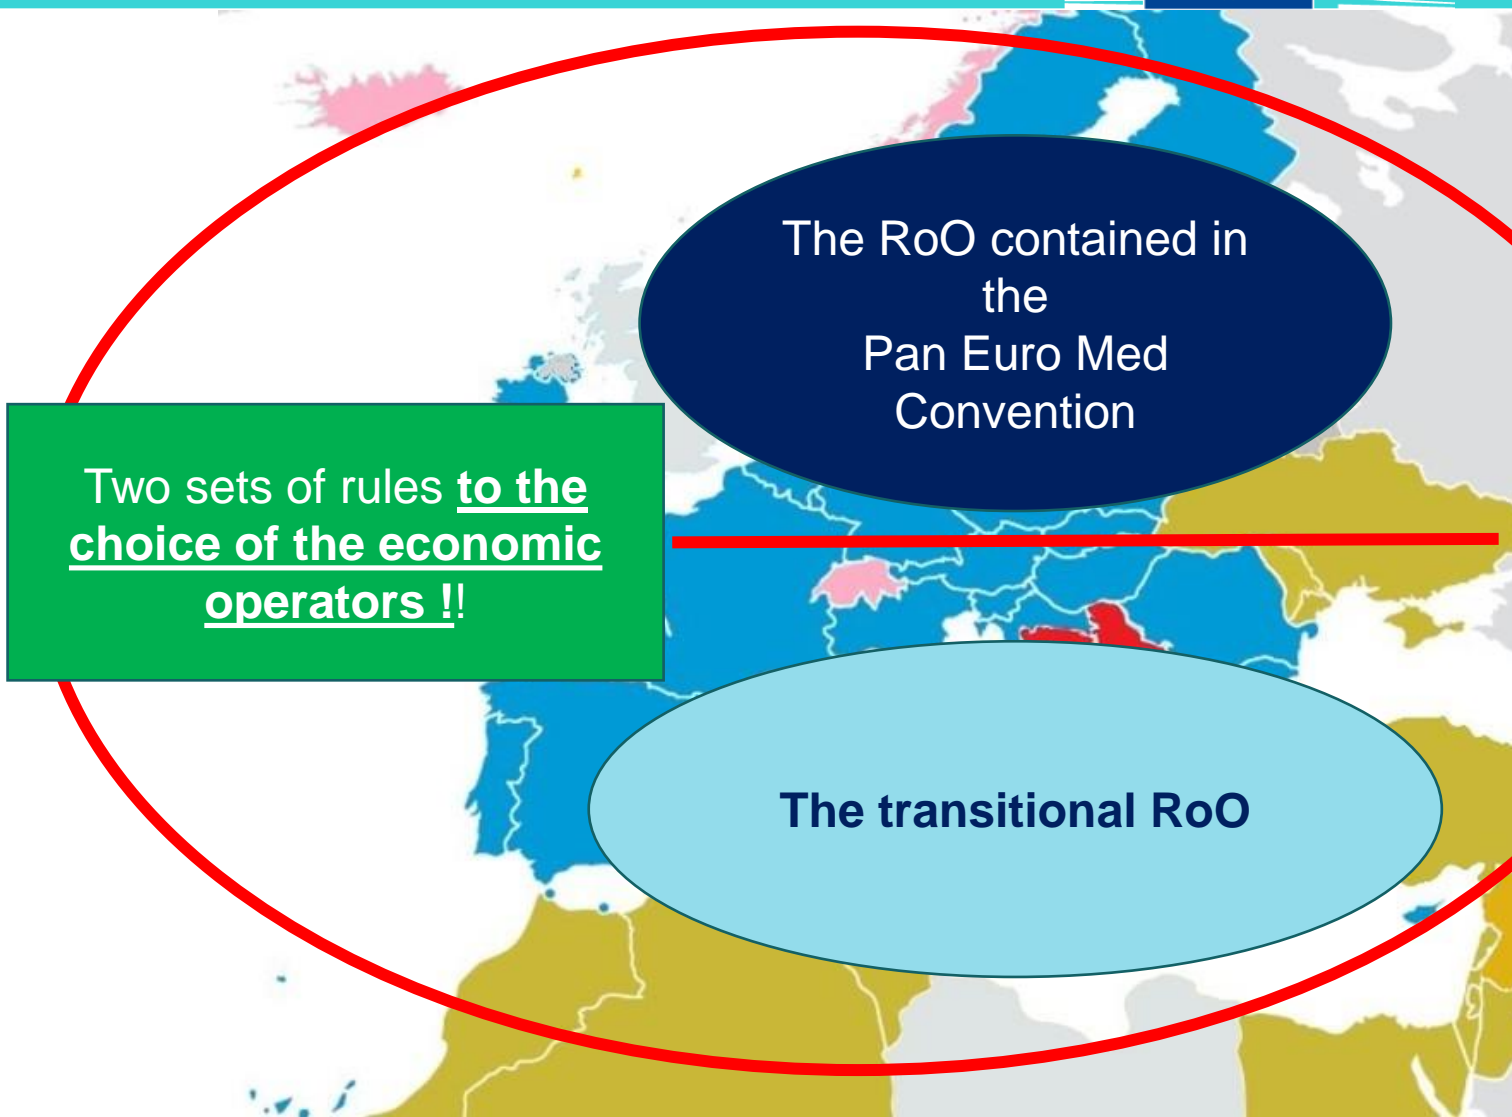 The RoO contained in
the
Pan Euro Med
Convention
Two sets of rules to the
choice of the economic
operators !!
The transitional RoO